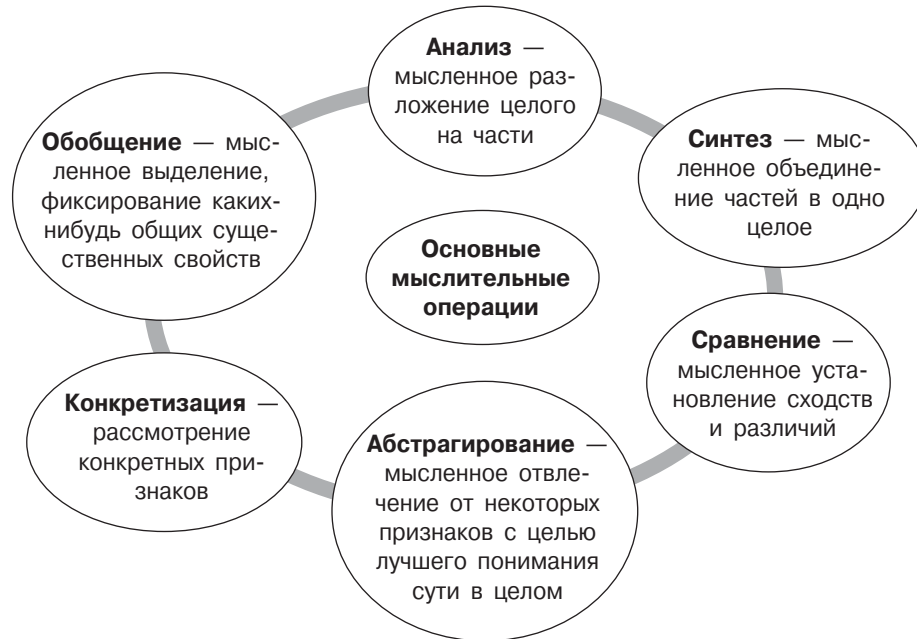 Анализ —
мысленное раз-
ложение целого
на части
Синтез — мыс-
ленное объедине-
ние частей в одно
целое
Сравнение —
мысленное уста-
новление сходств
и различий
Абстрагирование —
мысленное отвле-
чение от некоторых
признаков с целью
лучшего понимания
сути в целом
Конкретизация —
рассмотрение
конкретных при-
знаков
Обобщение — мыс-
ленное выделение,
фиксирование каких-
нибудь общих суще-
ственных свойств
Основные
мыслительные
операции